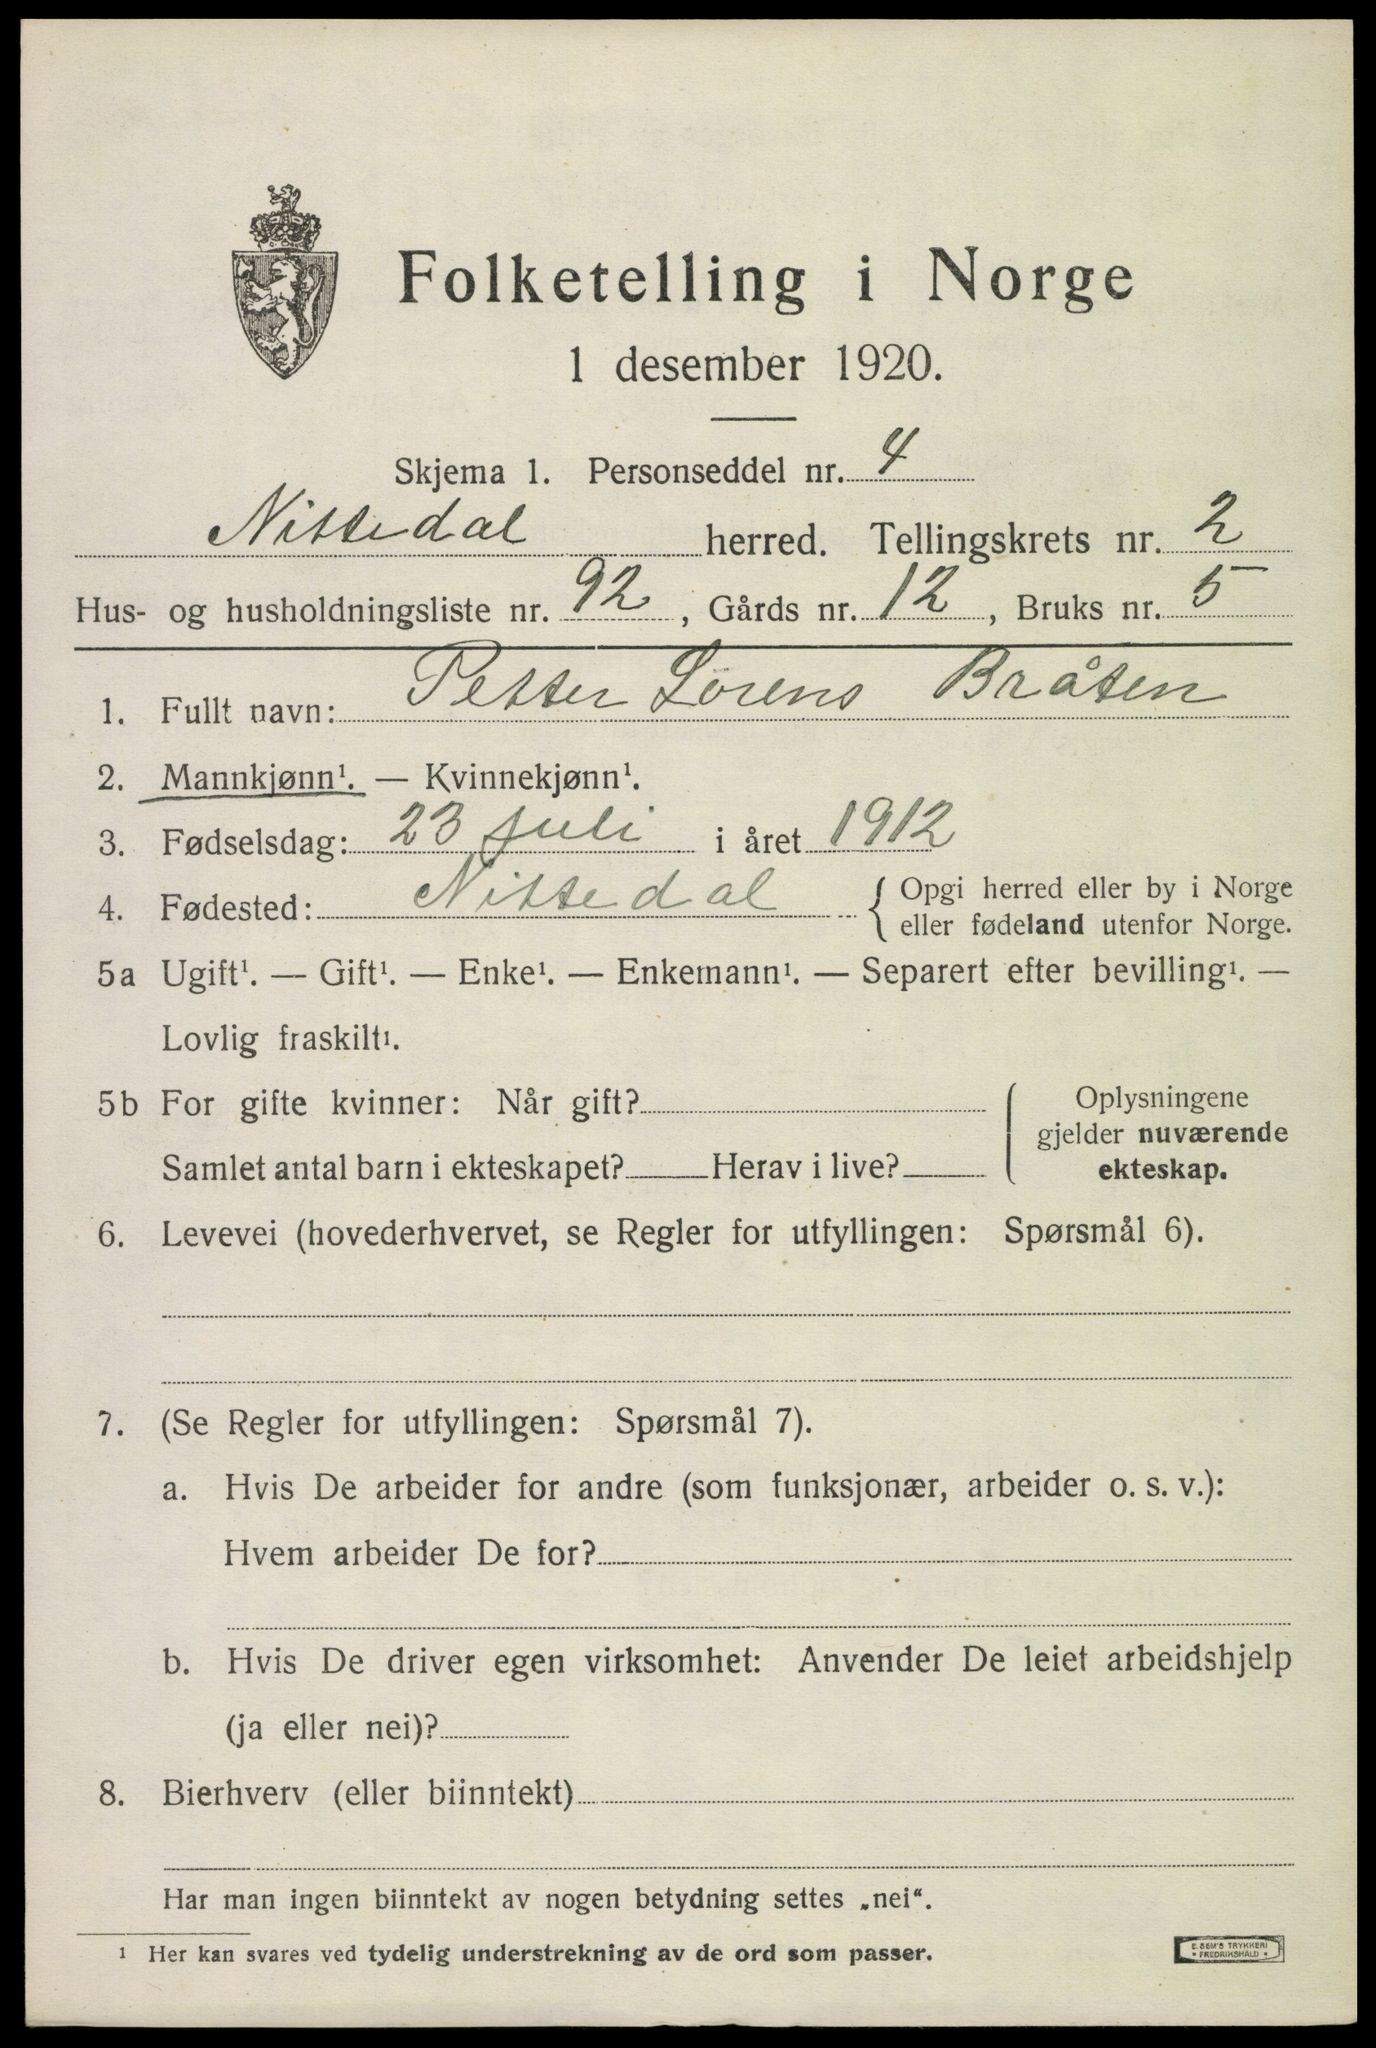 Folketelling i Norge
1 desember 1920.
Skjema 1. Personseddel nr. 4
Nittedal herred. Tellingskrets nr. 2
Hus- og husholdningsliste nr. 92, Gårds nr. 12, Bruks nr. 5
1. Fullt navn: Petter Lorens Bråten
2. Mannkjønn¹. — Kvinnekjønn¹.
3. Fødselsdag: 23 juli i året 1912
4. Fødested: Nittedal { Opgi herred eller by i Norge
eller fødeland utenfor Norge.
5a Ugift¹. — Gift¹. — Enke¹. — Enkemann¹. — Separert efter bevilling¹. —
Lovlig fraskilt¹.
5b For gifte kvinner: Når gift?
Samlet antal barn i ekteskapet? Herav i live?
Oplysningene
gjelder nuværende
ekteskap.
6. Levevei (hovederhvervet, se Regler for utfyllingen: Spørsmål 6).
7. (Se Regler for utfyllingen: Spørsmål 7).
a. Hvis De arbeider for andre (som funksjonær, arbeider o. s. v.):
Hvem arbeider De for?
b. Hvis De driver egen virksomhet: Anvender De leiet arbeidshjelp
(ja eller nei)?
8. Bierhverv (eller biinntekt)
Har man ingen biinntekt av nogen betydning settes „nei“.
¹ Her kan svares ved tydelig understrekning av de ord som passer.
E. SEM'S TRYKKERI
• FREDRIKSHALD •